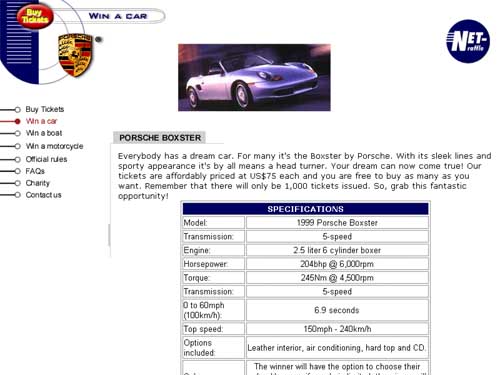 Buy
Tickets
WIN A CAR
PORSCHE
®
NET-
raffle
Buy Tickets
Win a car
Win a boat
Win a motorcycle
Official rules
FAQs
Charity
Contact us
PORSCHE BOXSTER
Everybody has a dream car. For many it's the Boxster by Porsche. With its sleek lines and
sporty appearance it's by all means a head turner. Your dream can now come true! Our
tickets are affordably priced at US$75 each and you are free to buy as many as you
want. Remember that there will only be 1,000 tickets issued. So, grab this fantastic
opportunity!
SPECIFICATIONS
Model: 1999 Porsche Boxster
Transmission: 5-speed
Engine: 2.5 liter 6 cylinder boxer
Horsepower: 204bhp @ 6,000rpm
Torque: 245Nm @ 4,500rpm
Transmission: 5-speed
0 to 60mph
(100km/h): 6.9 seconds
Top speed: 150mph - 240km/h
Options
included: Leather interior, air conditioning, hard top and CD.
The winner will have the option to choose their